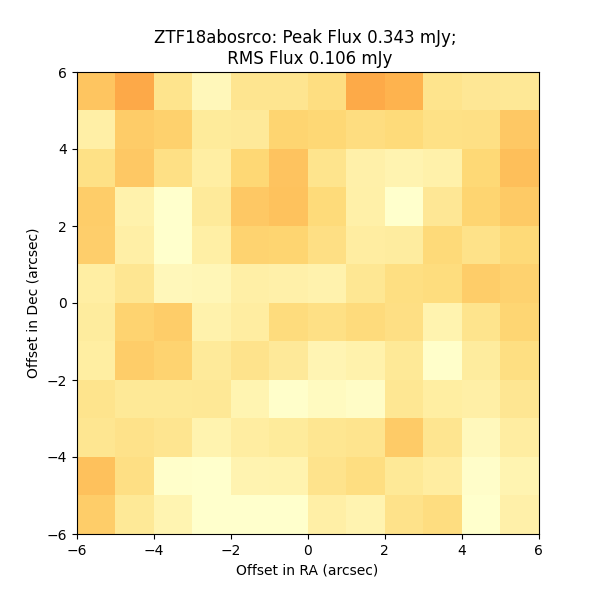 ZTF18abosrco: Peak Flux 0.343 mJy;
RMS Flux 0.106 mJy
6
4
2
0
−2
−4
−6
Offset in Dec (arcsec)
−6 −4 −2 0 2 4 6
Offset in RA (arcsec)